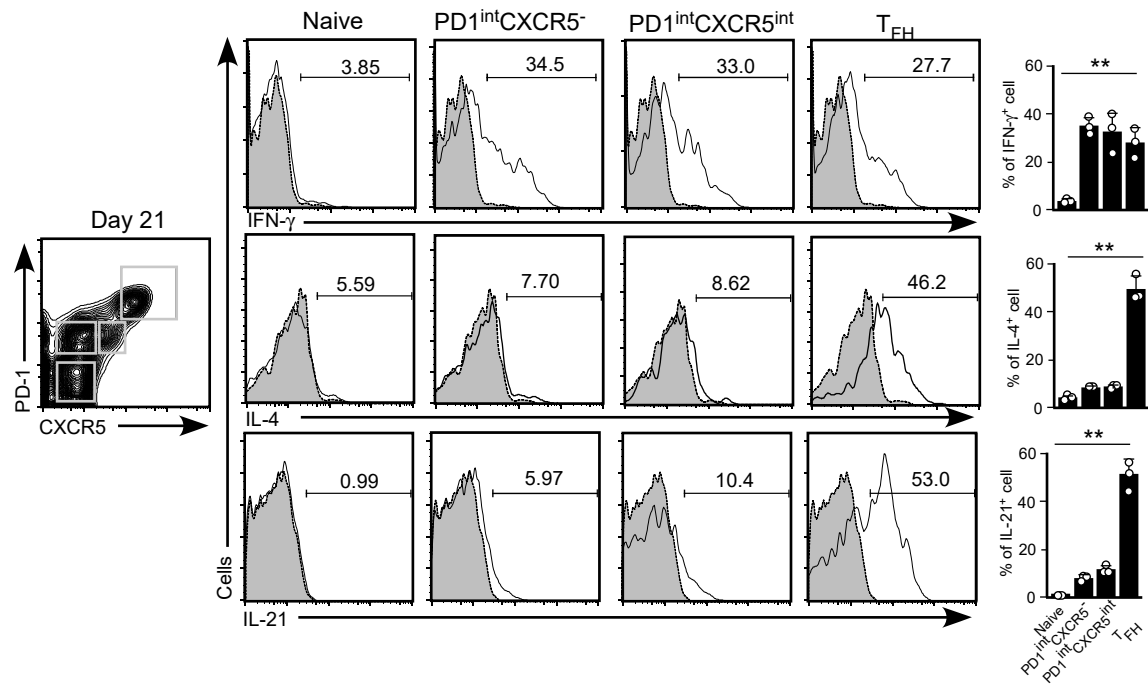 Naive PD1intCXCR5- PD1intCXCR5int TFH
3.85 34.5 33.0 27.7
IFN-γ
5.59 7.70 8.62 46.2
IL-4
0.99 5.97 10.4 53.0
IL-21
Cells
Day 21
PD-1
CXCR5
**
60
40
20
0
% of IFN-γ+ cell
**
60
40
20
0
% of IL-4+ cell
**
60
40
20
0
% of IL-21+ cell
Naive
PD1intCXCR5-
PD1intCXCR5int
TFH